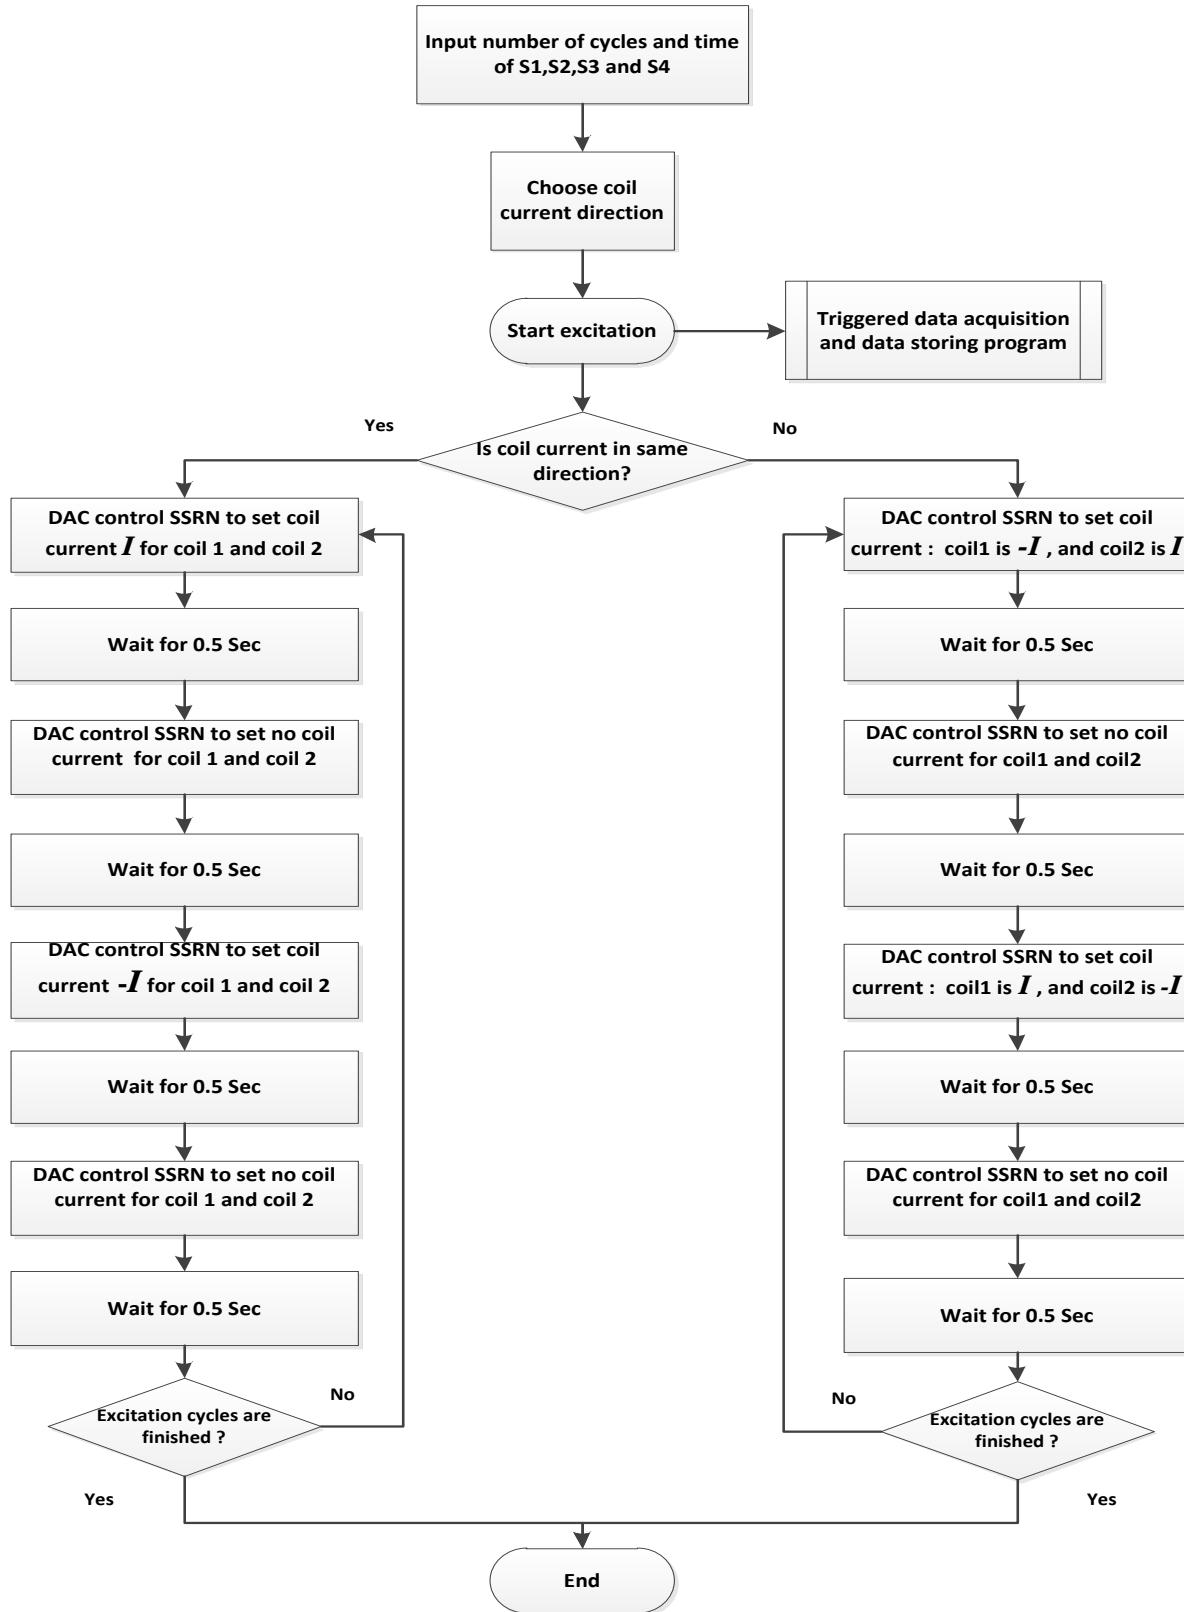 Input number of cycles and time
of S1,S2,S3 and S4
Choose coil
current direction
Start excitation
Triggered data acquisition
and data storing program
Yes
No
Is coil current in same
direction?
DAC control SSRN to set coil
current I for coil 1 and coil 2
Wait for 0.5 Sec
DAC control SSRN to set no coil
current for coil 1 and coil 2
Wait for 0.5 Sec
DAC control SSRN to set coil
current -I for coil 1 and coil 2
Wait for 0.5 Sec
DAC control SSRN to set no coil
current for coil 1 and coil 2
Wait for 0.5 Sec
No
Excitation cycles are
finished ?
Yes
DAC control SSRN to set coil
current : coil1 is -I , and coil2 is I
Wait for 0.5 Sec
DAC control SSRN to set no coil
current for coil1 and coil2
Wait for 0.5 Sec
DAC control SSRN to set coil
current : coil1 is I , and coil2 is -I
Wait for 0.5 Sec
DAC control SSRN to set no coil
current for coil1 and coil2
Wait for 0.5 Sec
No
Excitation cycles are
finished ?
Yes
End